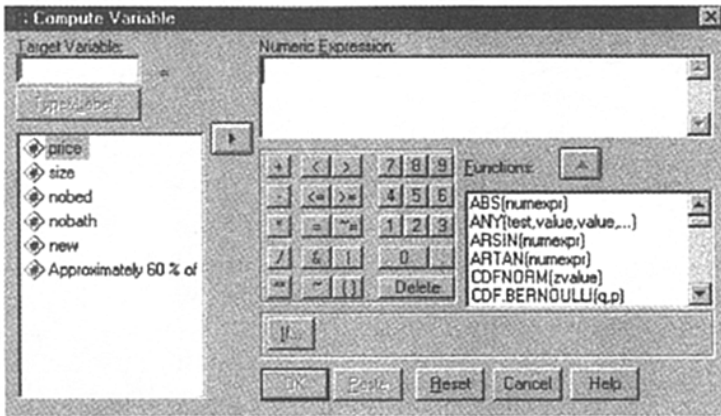 Compute Variable
Target Variable:
=
Type&Label...
price
size
nobed
nobath
new
Approximately 60 % of
Numeric Expression:
+ < > 7 8 9
- <= >= 4 5 6
* = ~= 1 2 3
/ & | 0 .
** ~ ( ) Delete
Functions:
ABS(numexpr)
ANY(test,value,value,...)
ARSIN(numexpr)
ARTAN(numexpr)
CDFNORM(zvalue)
CDF.BERNOULLI(q,p)
If...
OK Paste Reset Cancel Help